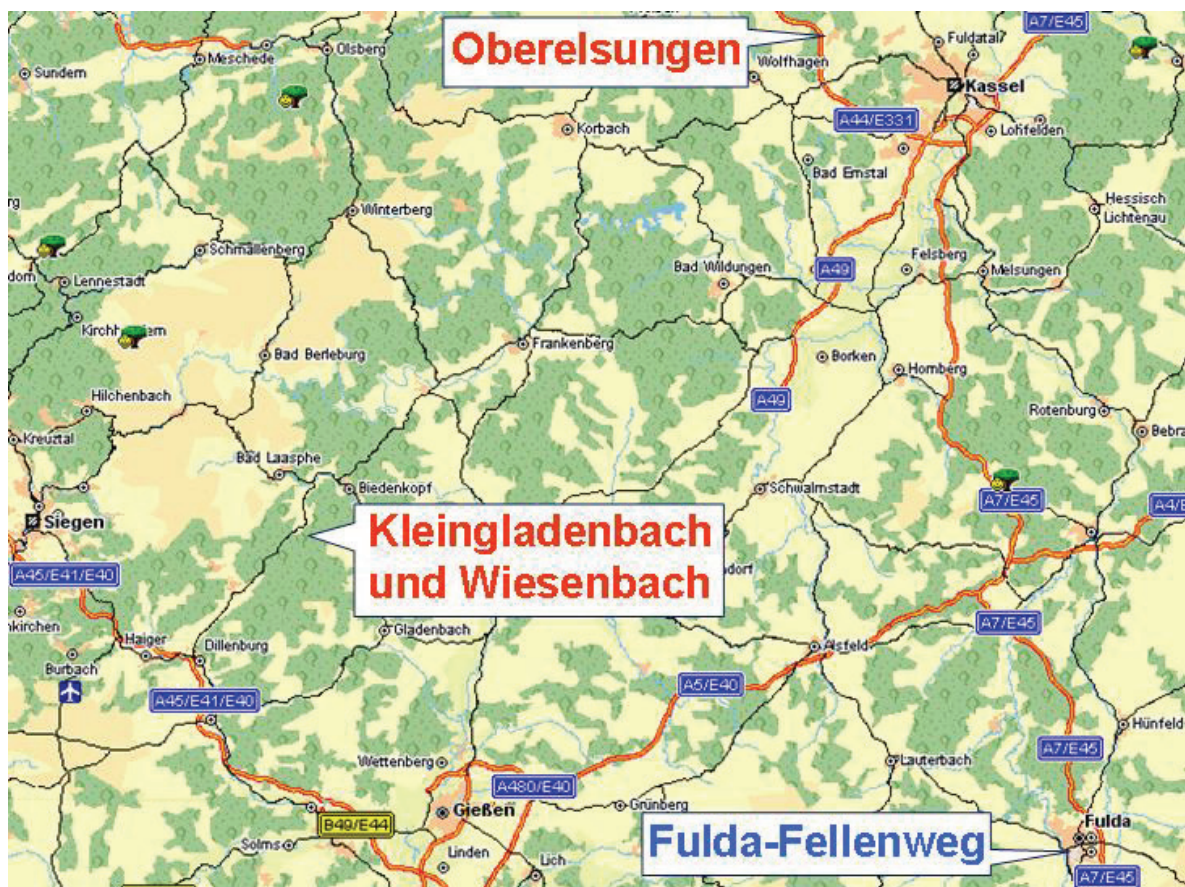 A7/E45
Oberelsungen
Fuldatal
Olsberg
Meschede
Wolfhagen
Sundern
Kassel
A44/E331
Korbach
Lohfelden
Bad Emstal
Hessisch
Lichtenau
Winterberg
Schmallenberg
Felsberg
Melsungen
Bad Wildungen
A49
Lennestadt
Frankenberg
Bad Berleburg
Borken
Homberg
Hilchenbach
A49
Rotenburg
Kreuztal
Bad Laasphe
Biedenkopf
Schwalmstadt
A7/E45
Siegen
Kleingladenbach
und Wiesenbach
A45/E41/E40
A7/E45
Haiger
Dillenburg
Gladenbach
Alsfeld
Burbach
A5/E40
A45/E41/E40
Hünfeld
A7/E45
Wettenberg
Lauterbach
A480/E40
Grünberg
Gießen
B49/E44
Fulda
Fulda-Fellenweg
Solms
Linden
Lich
A7/E45